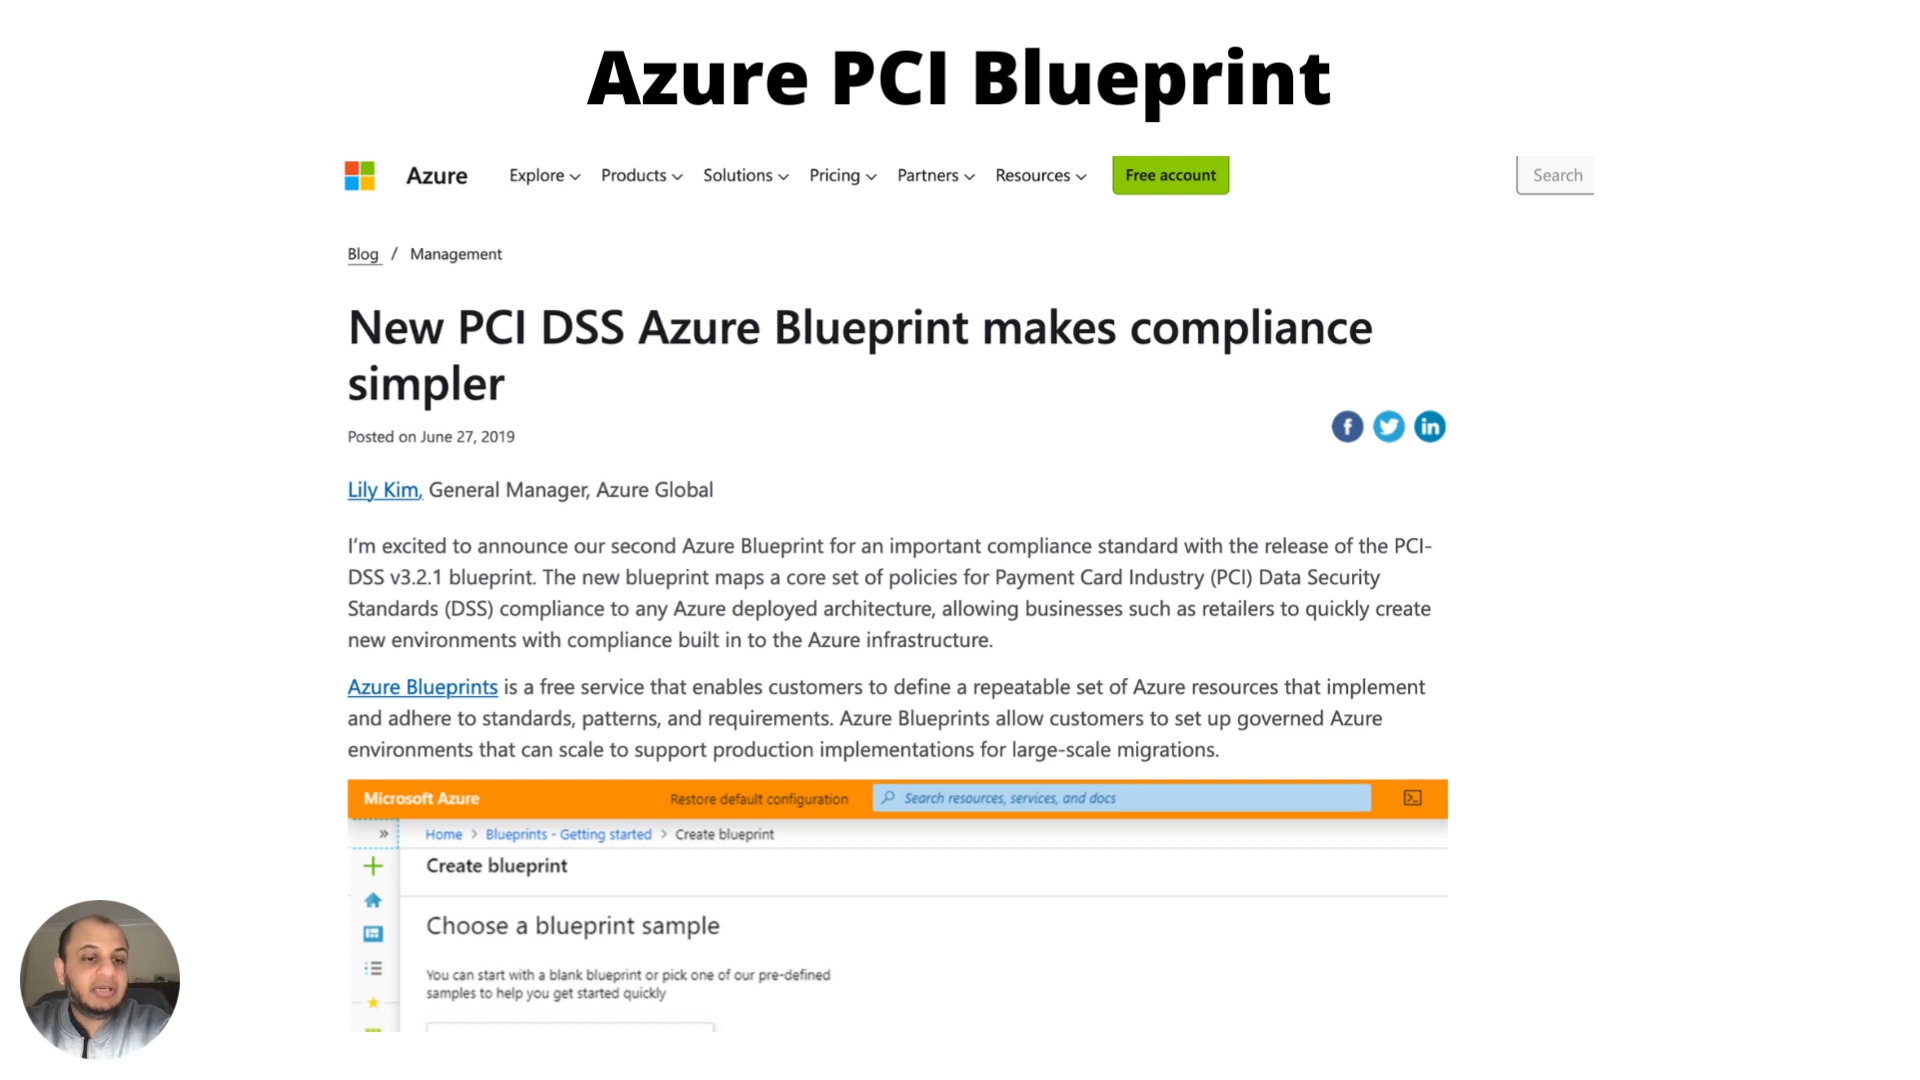 Azure PCI Blueprint
Azure Explore Products Solutions Pricing Partners Resources Free account Search
Blog / Management
New PCI DSS Azure Blueprint makes compliance
simpler
Posted on June 27, 2019
f in
Lily Kim, General Manager, Azure Global
I'm excited to announce our second Azure Blueprint for an important compliance standard with the release of the PCI-
DSS v3.2.1 blueprint. The new blueprint maps a core set of policies for Payment Card Industry (PCI) Data Security
Standards (DSS) compliance to any Azure deployed architecture, allowing businesses such as retailers to quickly create
new environments with compliance built in to the Azure infrastructure.
Azure Blueprints is a free service that enables customers to define a repeatable set of Azure resources that implement
and adhere to standards, patterns, and requirements. Azure Blueprints allow customers to set up governed Azure
environments that can scale to support production implementations for large-scale migrations.
Microsoft Azure Restore default configuration Search resources, services, and docs
» Home > Blueprints - Getting started > Create blueprint
Create blueprint
Choose a blueprint sample
You can start with a blank blueprint or pick one of our pre-defined
samples to help you get started quickly